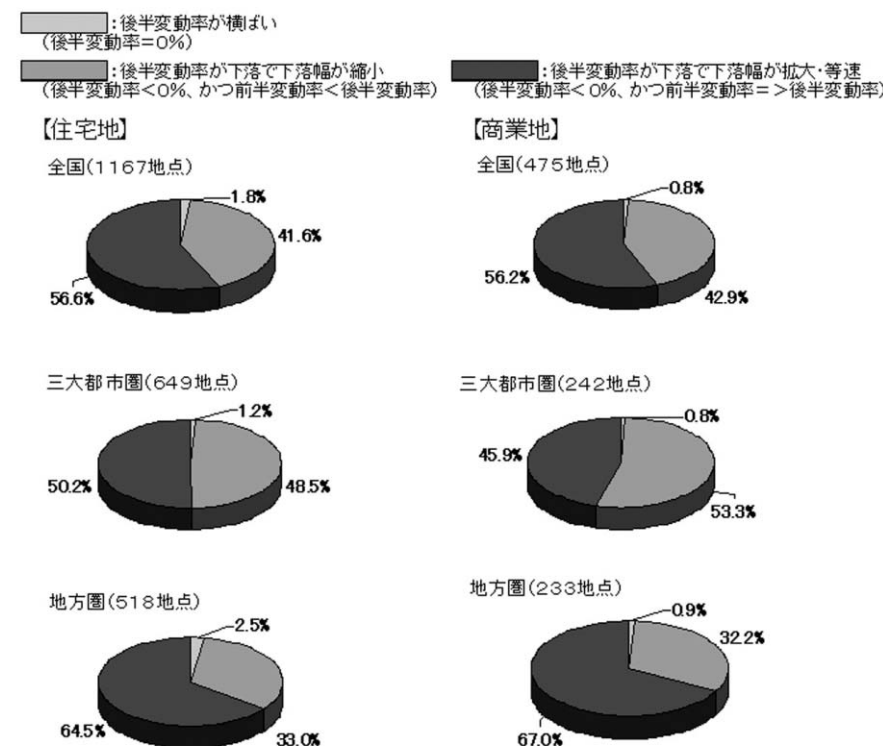 :後半変動率が横ばい
(後半変動率=0%)
:後半変動率が下落で下落幅が縮小
(後半変動率<0%、かつ前半変動率<後半変動率)
:後半変動率が下落で下落幅が拡大・等速
(後半変動率<0%、かつ前半変動率=>後半変動率)
【住宅地】
全国(1167地点)
1.8%
41.6%
56.6%
三大都市圏(649地点)
1.2%
50.2%
48.5%
地方圏(518地点)
2.5%
64.5%
33.0%
【商業地】
全国(475地点)
0.8%
56.2%
42.9%
三大都市圏(242地点)
0.8%
45.9%
53.3%
地方圏(233地点)
0.9%
32.2%
67.0%